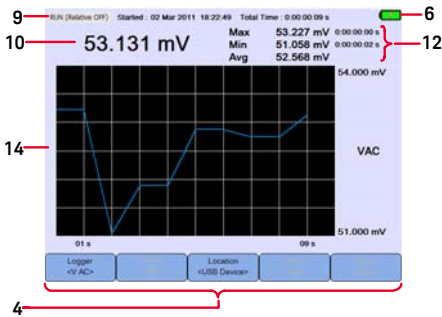 9 RUN (Relative OFF) Started : 02 Mar 2011 18:22:49 Total Time : 0:00:00:09 s 6
10 53.131 mV Max 53.227 mV 0:00:00:00 s
Min 51.058 mV 0:00:00:02 s 12
Avg 52.568 mV
54.000 mV
14 VAC
51.000 mV
01 s 09 s
Logger Location
<V AC> <USB Device>
4